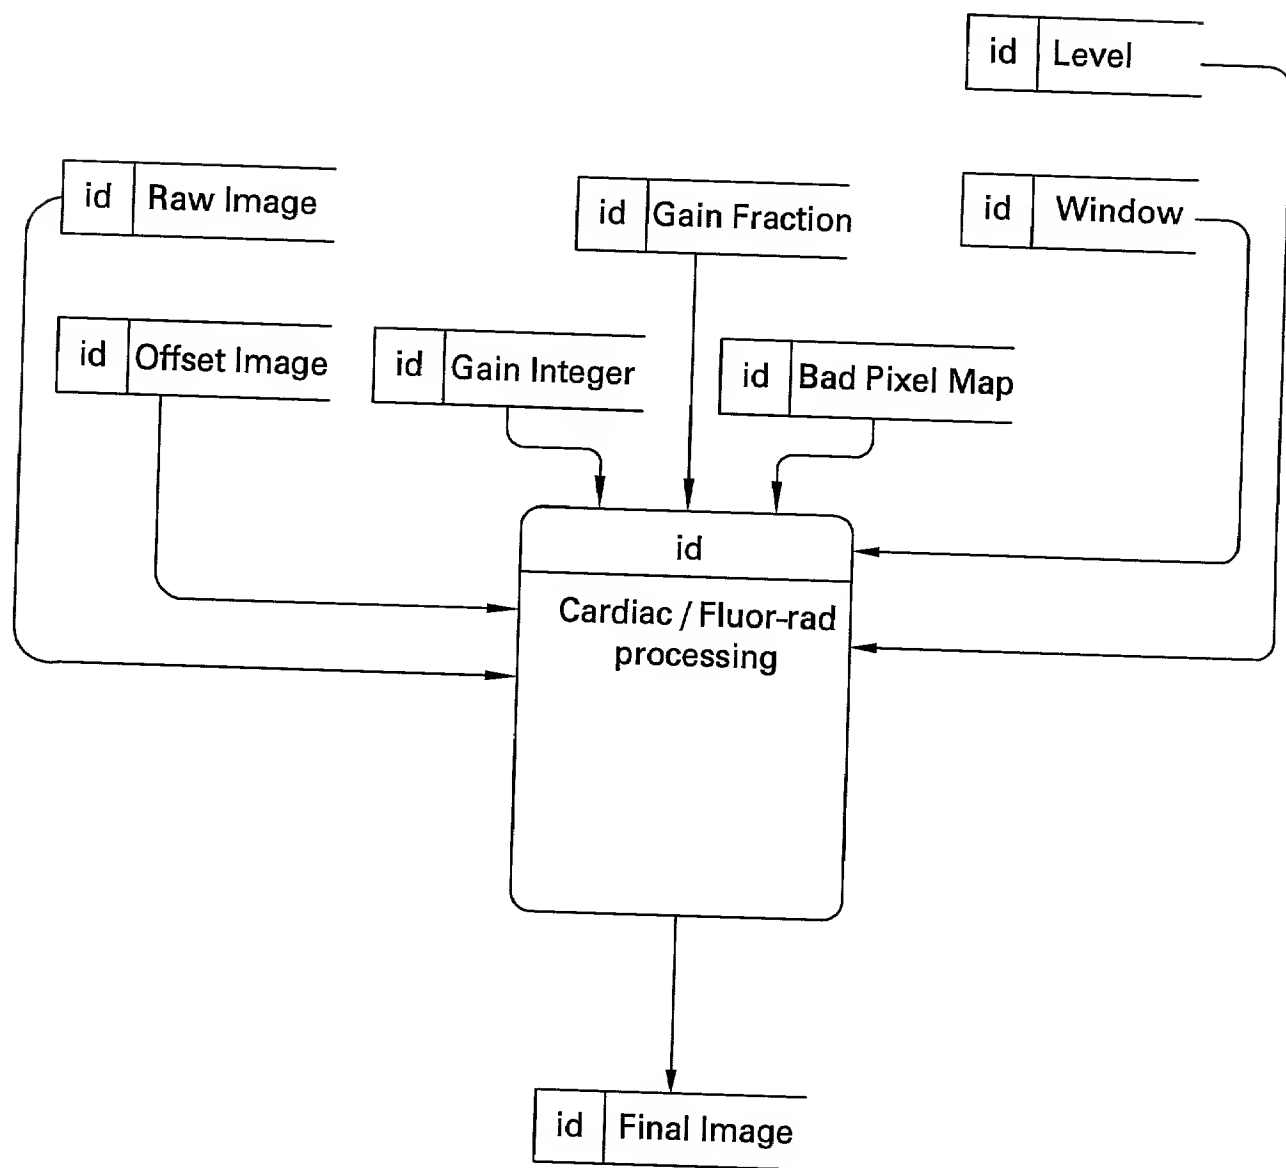 id Level
id Raw Image
id Gain Fraction
id Window
id Offset Image
id Gain Integer
id Bad Pixel Map
id
Cardiac / Fluor-rad
processing
id Final Image